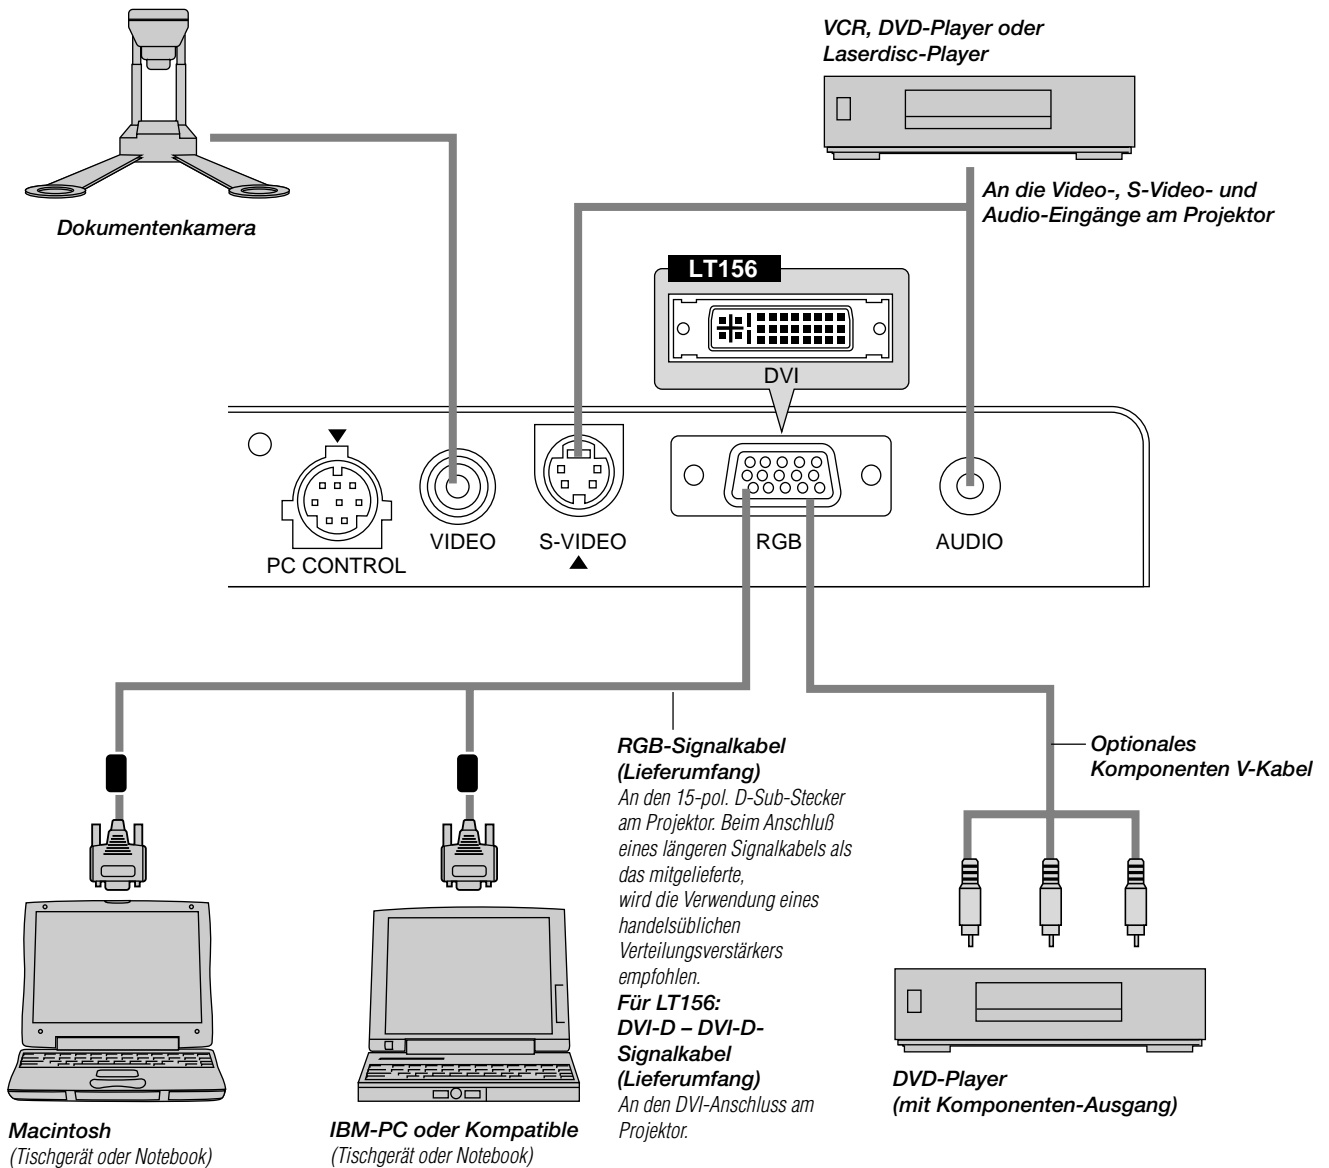 VCR, DVD-Player oder
Laserdisc-Player
An die Video-, S-Video- und
Audio-Eingänge am Projektor
Dokumentenkamera
LT156
DVI
PC CONTROL
VIDEO
S-VIDEO
RGB
AUDIO
RGB-Signalkabel
(Lieferumfang)
An den 15-pol. D-Sub-Stecker
am Projektor. Beim Anschluß
eines längeren Signalkabels als
das mitgelieferte,
wird die Verwendung eines
handelsüblichen
Verteilungsverstärkers
empfohlen.
Für LT156:
DVI-D – DVI-D-
Signalkabel
(Lieferumfang)
An den DVI-Anschluss am
Projektor.
Optionales
Komponenten V-Kabel
DVD-Player
(mit Komponenten-Ausgang)
Macintosh
(Tischgerät oder Notebook)
IBM-PC oder Kompatible
(Tischgerät oder Notebook)